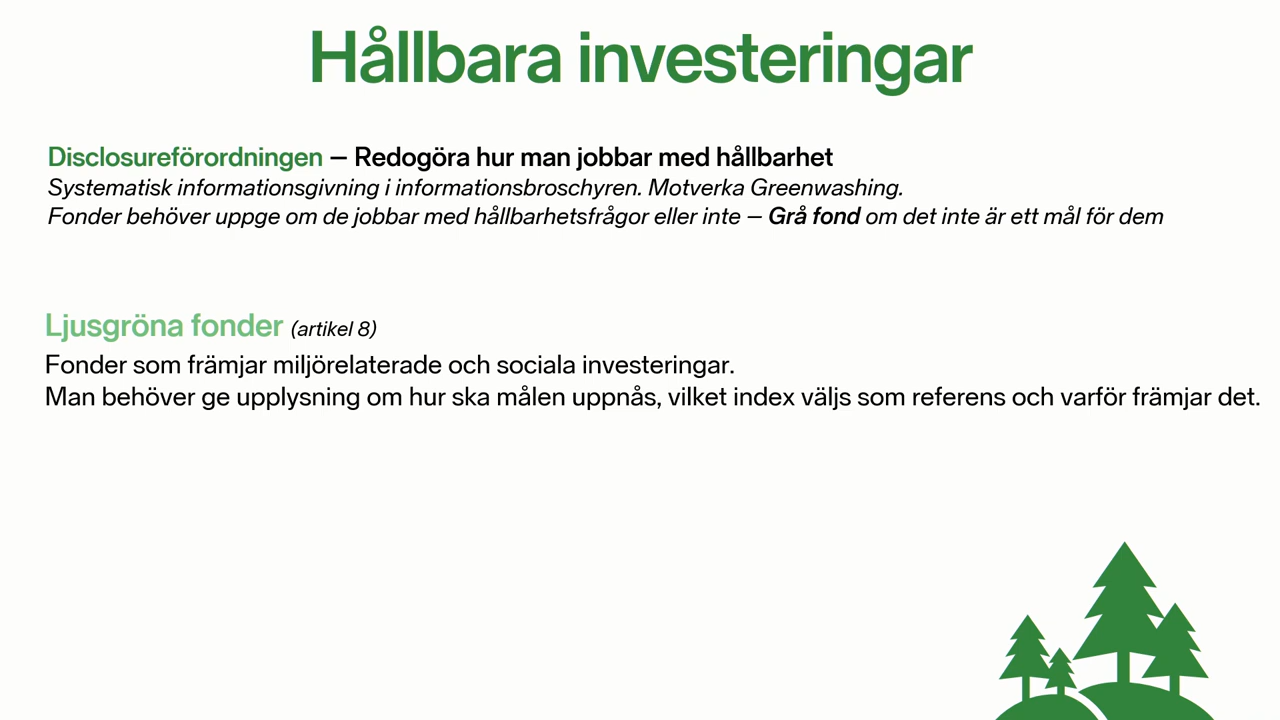 Hållbara investeringar
Disclosureförordningen – Redogöra hur man jobbar med hållbarhet
Systematisk informationsgivning i informationsbroschyren. Motverka Greenwashing.
Fonder behöver uppge om de jobbar med hållbarhetsfrågor eller inte – Grå fond om det inte är ett mål för dem
Ljusgröna fonder (artikel 8)
Fonder som främjar miljörelaterade och sociala investeringar.
Man behöver ge upplysning om hur ska målen uppnås, vilket index väljs som referens och varför främjar det.